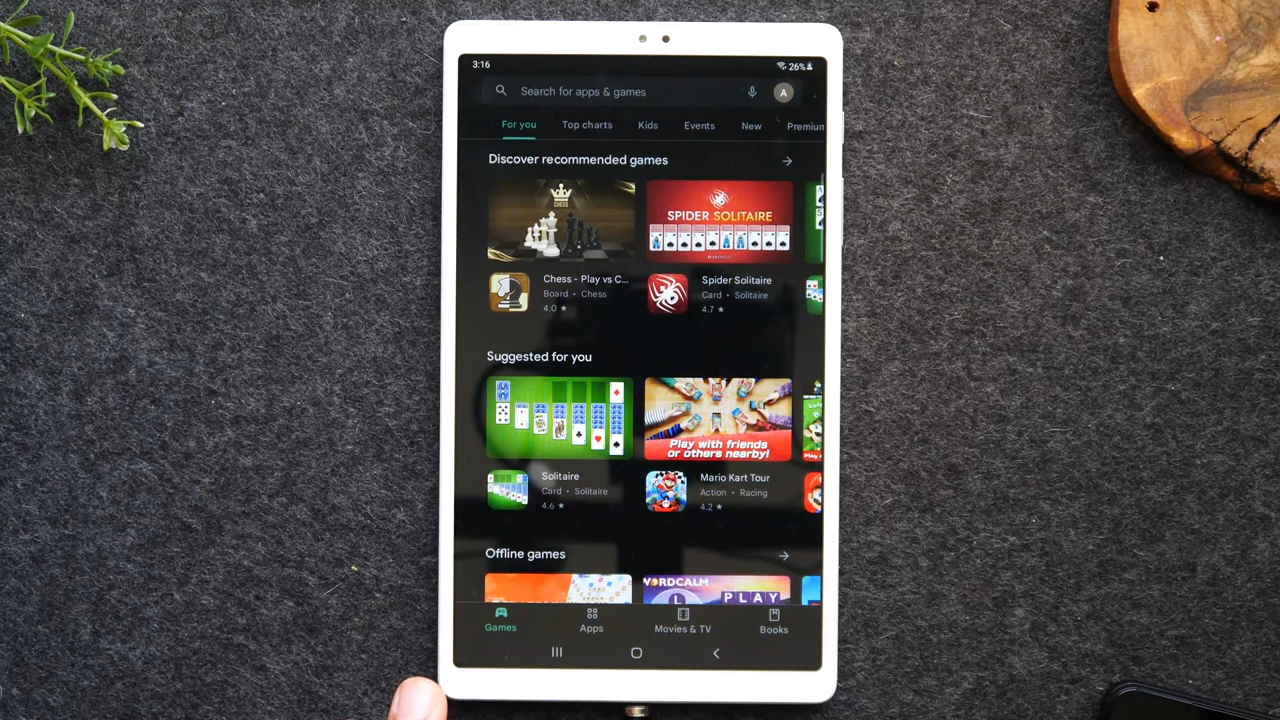 3:16
26%
Search for apps & games
A
For you
Top charts
Kids
Events
New
Premium
Discover recommended games
CHESS
SPIDER SOLITAIRE
Chess - Play vs C...
Board • Chess
4.0 ★
Spider Solitaire
Card • Solitaire
4.7 ★
Suggested for you
Play with friends
or others nearby!
Solitaire
Card • Solitaire
4.6 ★
Mario Kart Tour
Action • Racing
4.2 ★
Offline games
WORDCALM
L
PLAY
Games
Apps
Movies & TV
Books